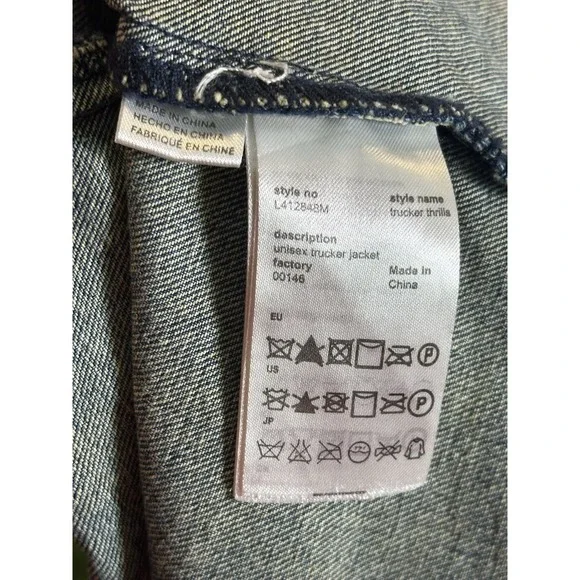 MADE IN CHINA
HECHO EN CHINA
FABRIQUÉ EN CHINE
style no style name
L412848M trucker thrills
description
unisex trucker jacket
factory Made In
00146 China
EU
US
P
JP
P